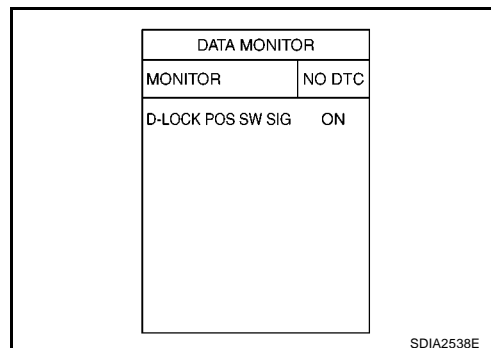 DATA MONITOR
MONITOR NO DTC
D-LOCK POS SW SIG ON
SDIA2538E